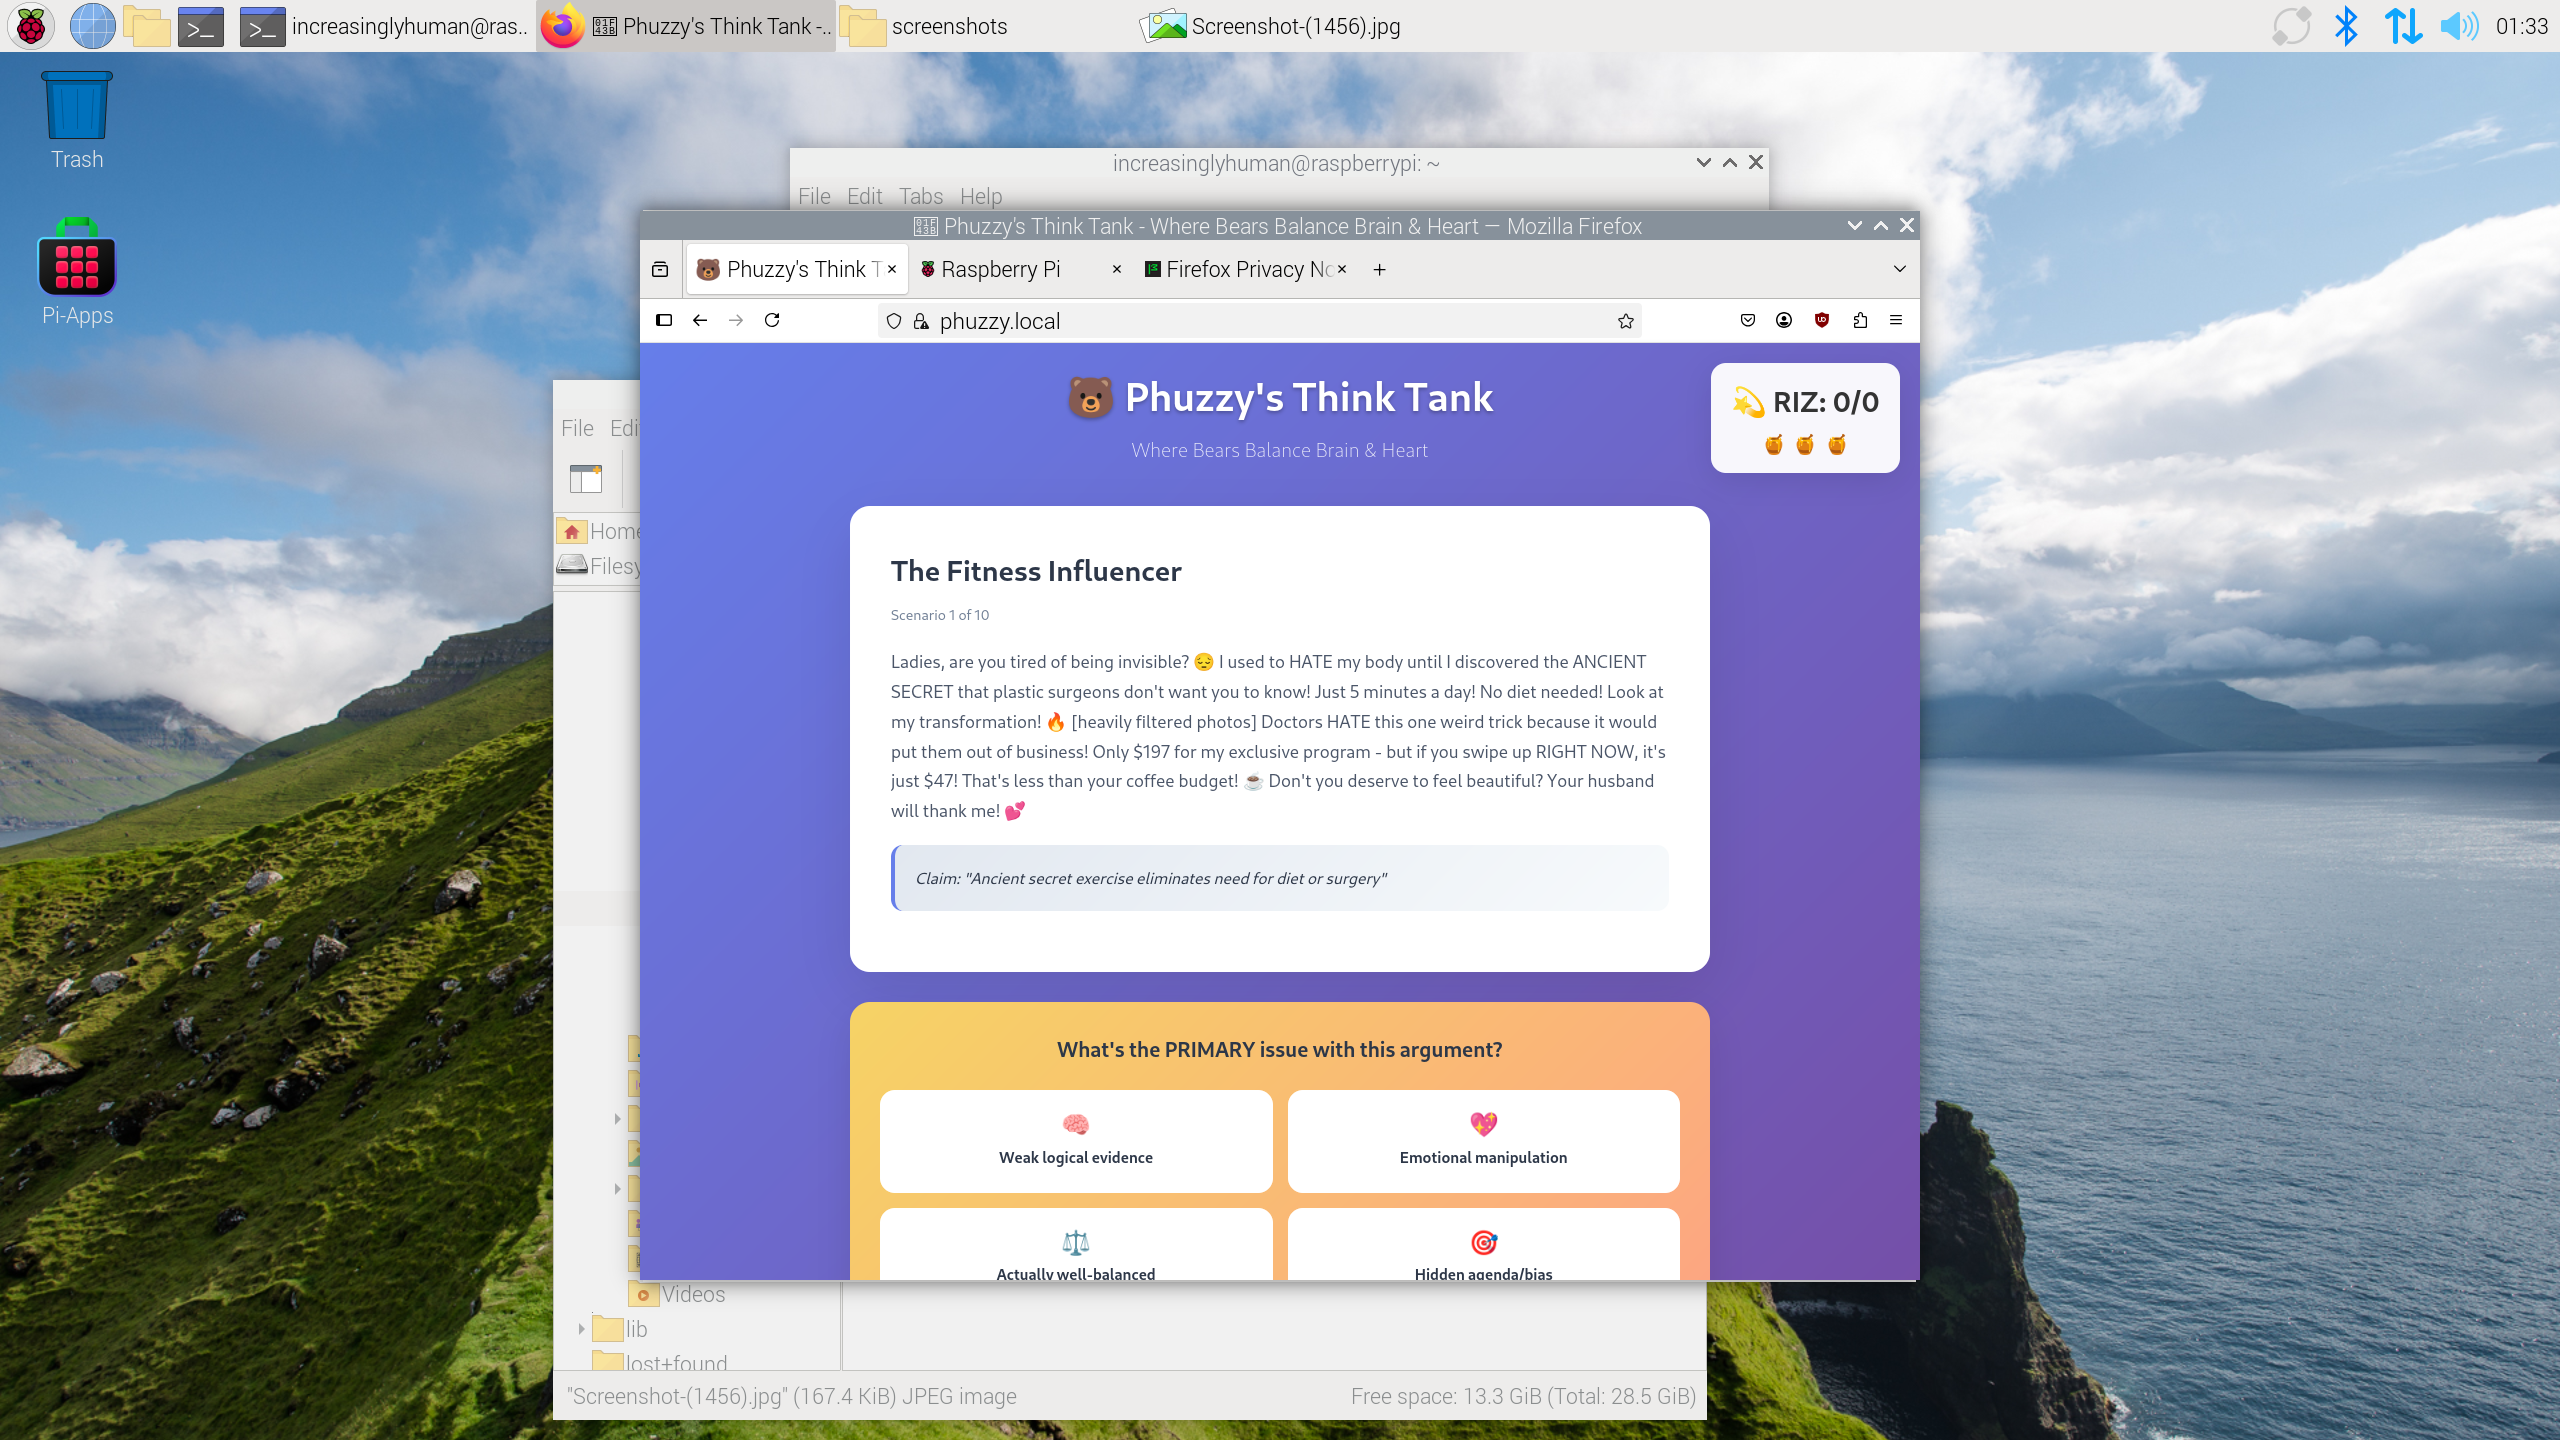 increasinglyhuman@ras..
Phuzzy's Think Tank -..
screenshots
Screenshot-(1456).jpg
01:33
Trash
Pi-Apps
increasinglyhuman@raspberrypi: ~
File Edit Tabs Help
Phuzzy's Think Tank - Where Bears Balance Brain & Heart — Mozilla Firefox
Phuzzy's Think T
Raspberry Pi
Firefox Privacy No
phuzzy.local
File Edi
Home
Filesy
🐻 Phuzzy's Think Tank
Where Bears Balance Brain & Heart
💫 RIZ: 0/0
🍯 🍯 🍯
The Fitness Influencer
Scenario 1 of 10
Ladies, are you tired of being invisible? 😔 I used to HATE my body until I discovered the ANCIENT
SECRET that plastic surgeons don't want you to know! Just 5 minutes a day! No diet needed! Look at
my transformation! 🔥 [heavily filtered photos] Doctors HATE this one weird trick because it would
put them out of business! Only $197 for my exclusive program - but if you swipe up RIGHT NOW, it's
just $47! That's less than your coffee budget! ☕ Don't you deserve to feel beautiful? Your husband
will thank me! 💕
Claim: "Ancient secret exercise eliminates need for diet or surgery"
What's the PRIMARY issue with this argument?
Weak logical evidence
Emotional manipulation
Actually well-balanced
Hidden agenda/bias
Videos
lib
lost+found
"Screenshot-(1456).jpg" (167.4 KiB) JPEG image
Free space: 13.3 GiB (Total: 28.5 GiB)